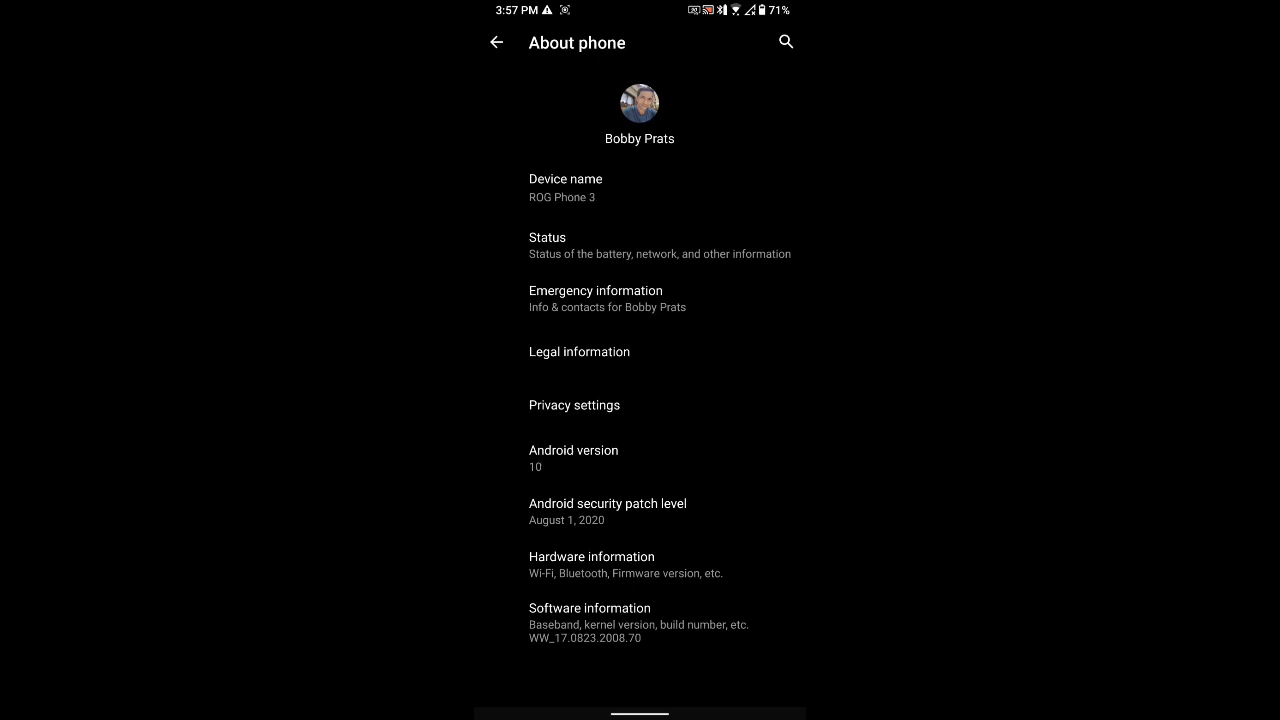 3:57 PM 71%
About phone
Bobby Prats
Device name
ROG Phone 3
Status
Status of the battery, network, and other information
Emergency information
Info & contacts for Bobby Prats
Legal information
Privacy settings
Android version
10
Android security patch level
August 1, 2020
Hardware information
Wi-Fi, Bluetooth, Firmware version, etc.
Software information
Baseband, kernel version, build number, etc.
WW_17.0823.2008.70